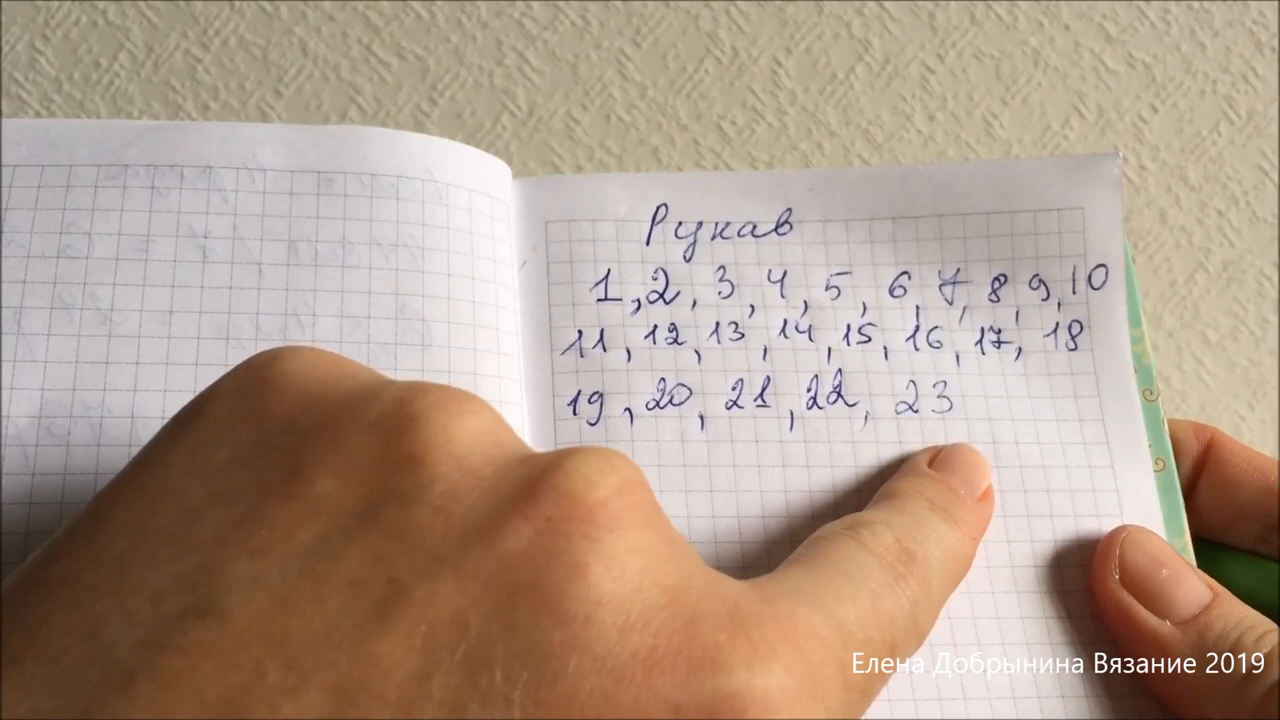 Рукав
1, 2, 3, 4, 5, 6, 7, 8, 9, 10
11, 12, 13, 14, 15, 16, 17, 18
19, 20, 21, 22, 23
Елена Добрынина Вязание 2019